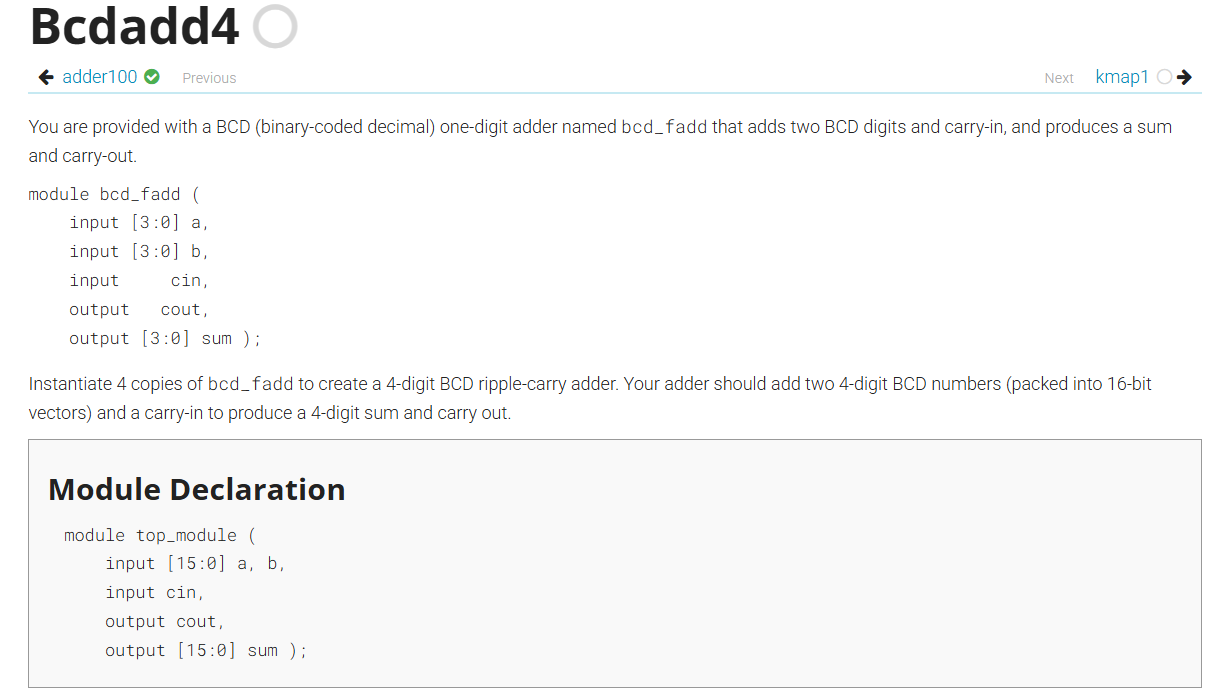 Bcdadd4
adder100 Previous Next kmap1
You are provided with a BCD (binary-coded decimal) one-digit adder named bcd_fadd that adds two BCD digits and carry-in, and produces a sum
and carry-out.
module bcd_fadd (
    input [3:0] a,
    input [3:0] b,
    input     cin,
    output   cout,
    output [3:0] sum );
Instantiate 4 copies of bcd_fadd to create a 4-digit BCD ripple-carry adder. Your adder should add two 4-digit BCD numbers (packed into 16-bit
vectors) and a carry-in to produce a 4-digit sum and carry out.
Module Declaration
module top_module (
    input [15:0] a, b,
    input cin,
    output cout,
    output [15:0] sum );